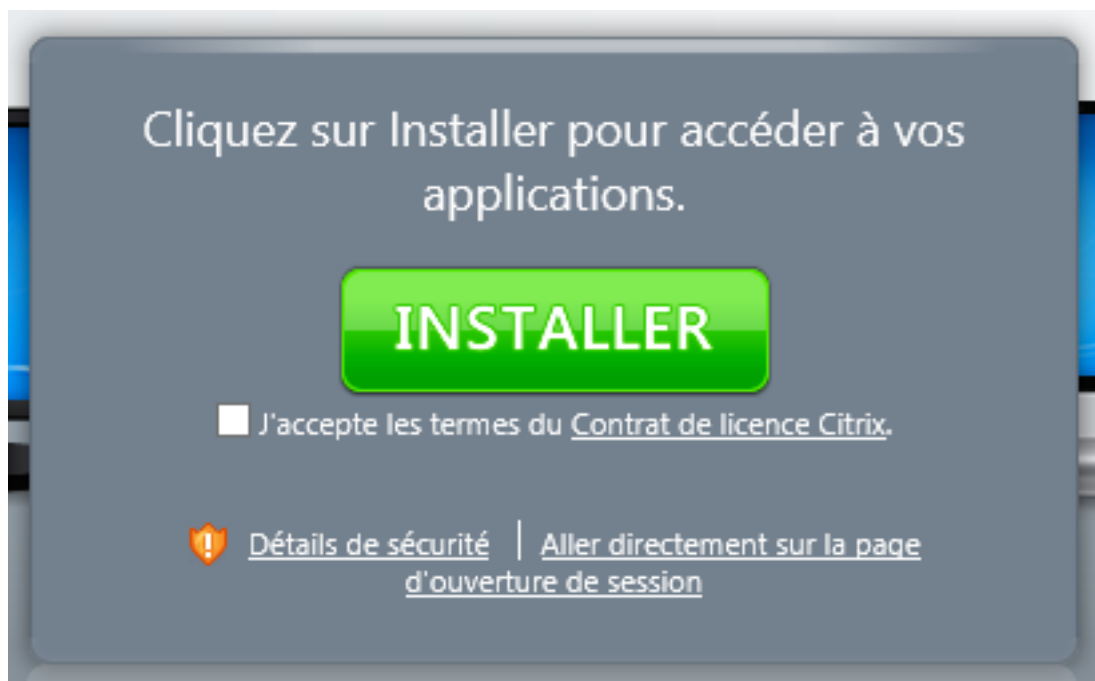 Cliquez sur Installer pour accéder à vos
applications.
INSTALLER
J'accepte les termes du Contrat de licence Citrix.
Détails de sécurité | Aller directement sur la page
d'ouverture de session